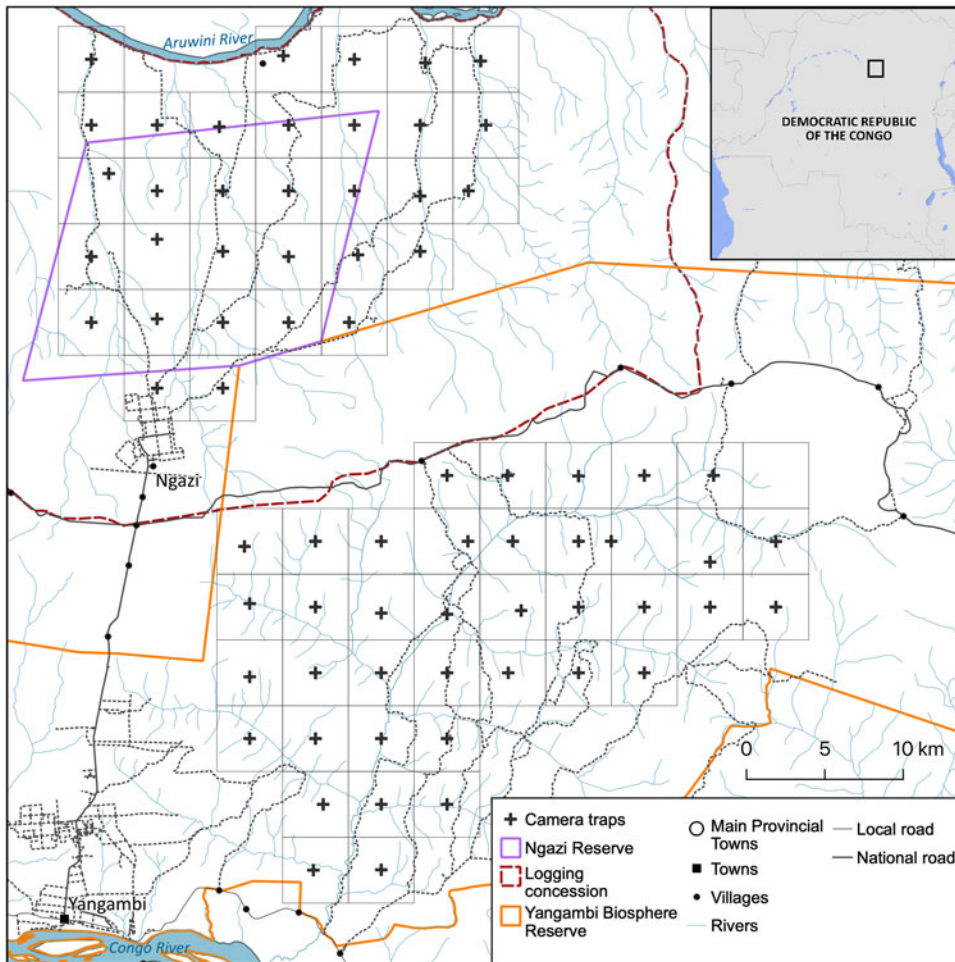 Aruwini River
DEMOCRATIC REPUBLIC
OF THE CONGO
Ngazi
0 5 10 km
Yangambi
Congo River
Camera traps
Ngazi Reserve
Logging
concession
Yangambi Biosphere
Reserve
Main Provincial
Towns
Towns
Villages
Rivers
Local road
National road